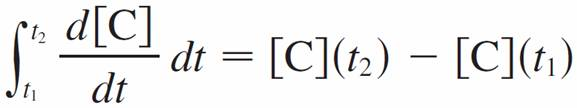 ∫_{t₁}^{t₂} d[C]/dt dt = [C](t₂) − [C](t₁)